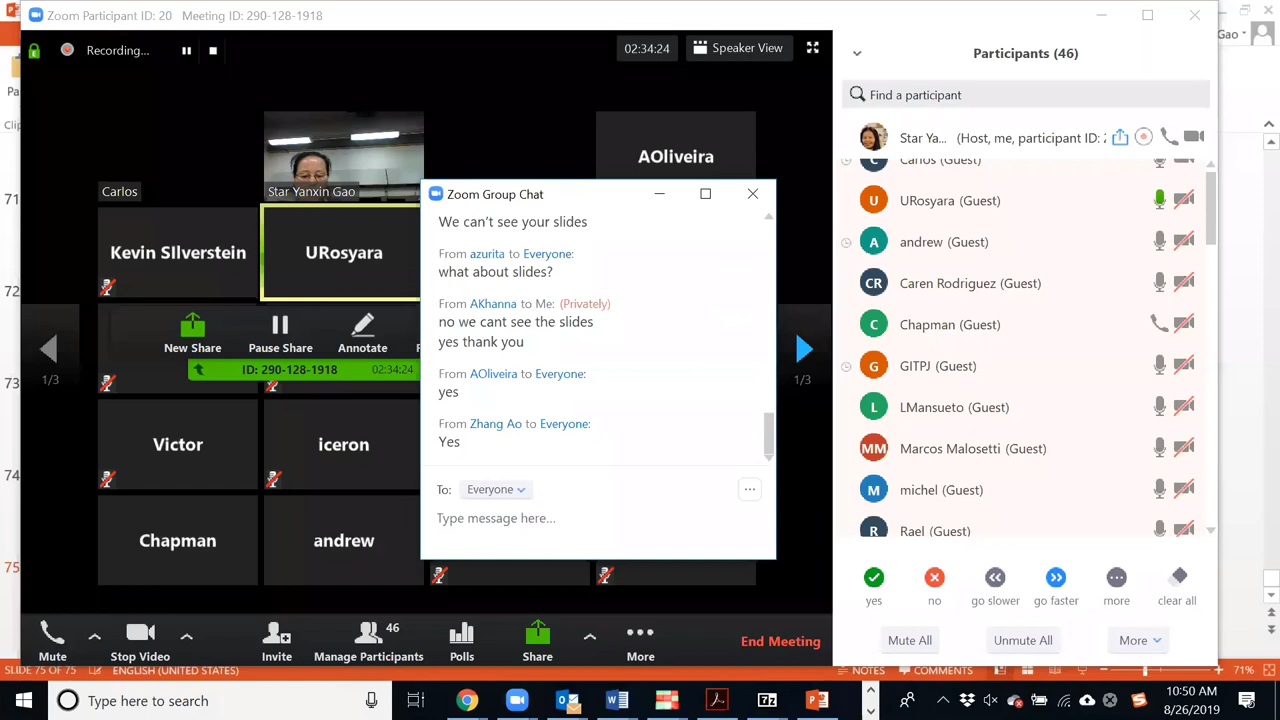 Zoom Participant ID: 20 Meeting ID: 290-128-1918
Gao
Recording...
02:34:24
Speaker View
Participants (46)
Find a participant
Star Ya... (Host, me, participant ID:
Carlos (Guest)
URosyara (Guest)
andrew (Guest)
CR
Caren Rodriguez (Guest)
Chapman (Guest)
GITPJ (Guest)
LMansueto (Guest)
MM
Marcos Malosetti (Guest)
michel (Guest)
Rael (Guest)
yes
no
go slower
go faster
more
clear all
Mute All
Unmute All
More
Carlos
Star Yanxin Gao
AOliveira
Kevin SIlverstein
URosyara
New Share
Pause Share
Annotate
ID: 290-128-1918
02:34:24
1/3
1/3
Victor
iceron
Chapman
andrew
Zoom Group Chat
We can't see your slides
From azurita to Everyone:
what about slides?
From AKhanna to Me: (Privately)
no we cant see the slides
yes thank you
From AOliveira to Everyone:
yes
From Zhang Ao to Everyone:
Yes
To: Everyone
Type message here...
Mute
Stop Video
Invite
46
Manage Participants
Polls
Share
More
End Meeting
71
72
73
74
75
SLIDE 75 OF 75
ENGLISH (UNITED STATES)
NOTES
COMMENTS
71%
Type here to search
10:50 AM
8/26/2019